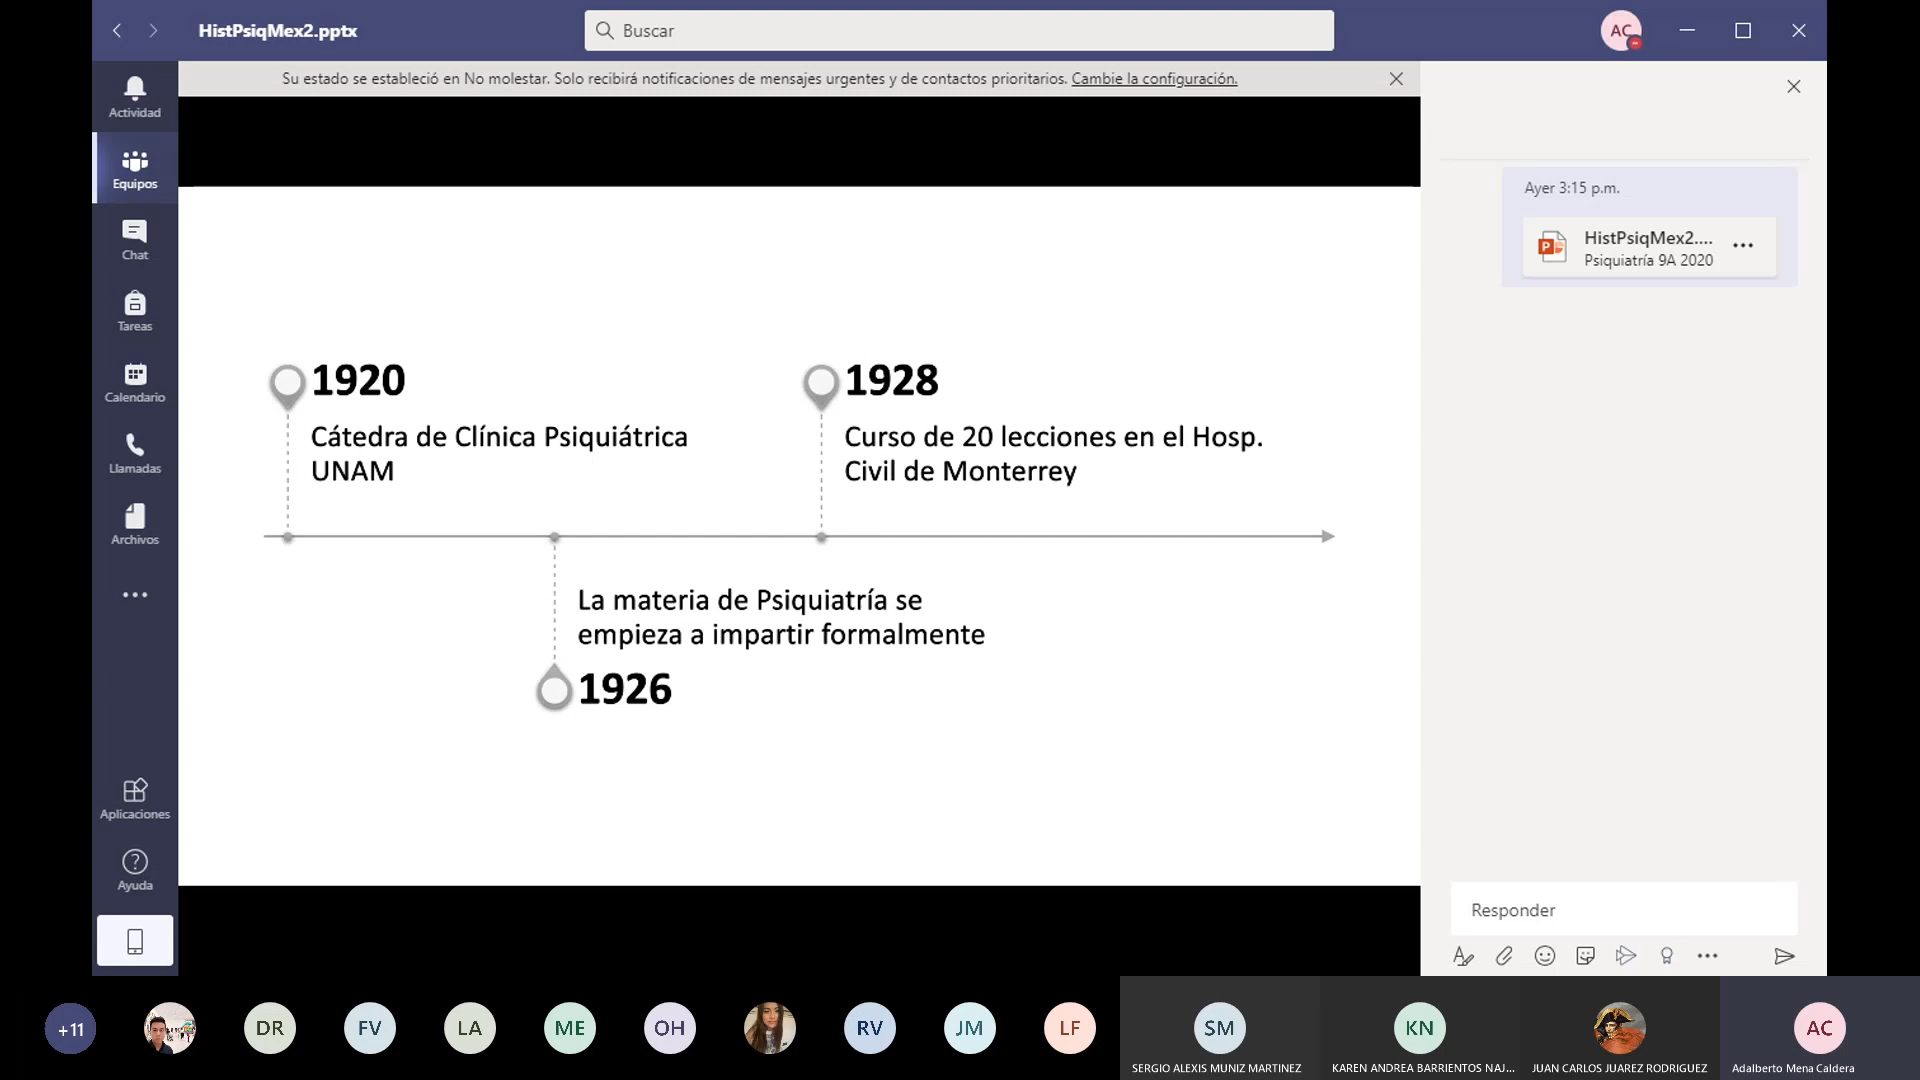 HistPsiqMex2.pptx
Buscar
AC
Su estado se estableció en No molestar. Solo recibirá notificaciones de mensajes urgentes y de contactos prioritarios. Cambie la configuración.
Actividad
Equipos
Chat
Tareas
Calendario
Llamadas
Archivos
Aplicaciones
Ayuda
1920
Cátedra de Clínica Psiquiátrica
UNAM
1928
Curso de 20 lecciones en el Hosp.
Civil de Monterrey
La materia de Psiquiatría se
empieza a impartir formalmente
1926
Ayer 3:15 p.m.
HistPsiqMex2....
Psiquiatría 9A 2020
Responder
+11
DR
FV
LA
ME
OH
RV
JM
LF
SM
SERGIO ALEXIS MUNIZ MARTINEZ
KN
KAREN ANDREA BARRIENTOS NAJ...
JUAN CARLOS JUAREZ RODRIGUEZ
AC
Adalberto Mena Caldera